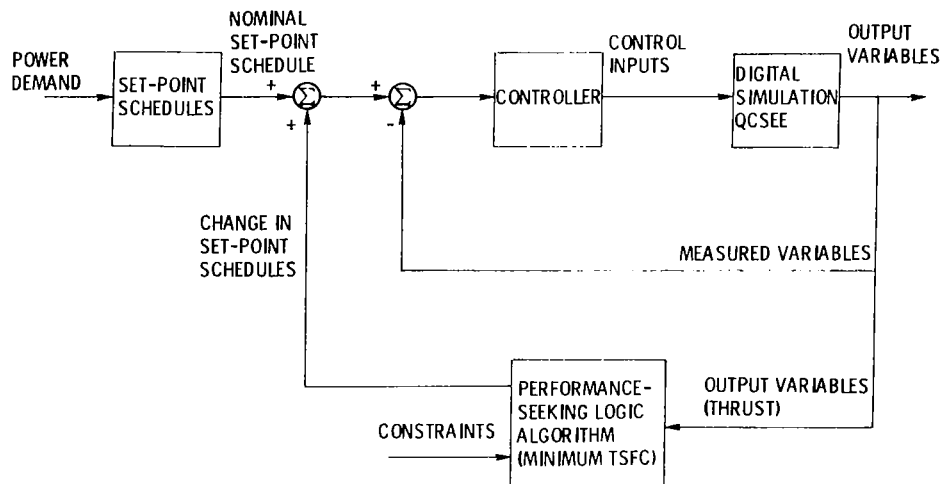 POWER
DEMAND
SET-POINT
SCHEDULES
NOMINAL
SET-POINT
SCHEDULE
+
Σ
+
+
Σ
-
CONTROLLER
CONTROL
INPUTS
DIGITAL
SIMULATION
QCSEE
OUTPUT
VARIABLES
CHANGE IN
SET-POINT
SCHEDULES
MEASURED VARIABLES
CONSTRAINTS
PERFORMANCE-
SEEKING LOGIC
ALGORITHM
(MINIMUM TSFC)
OUTPUT VARIABLES
(THRUST)